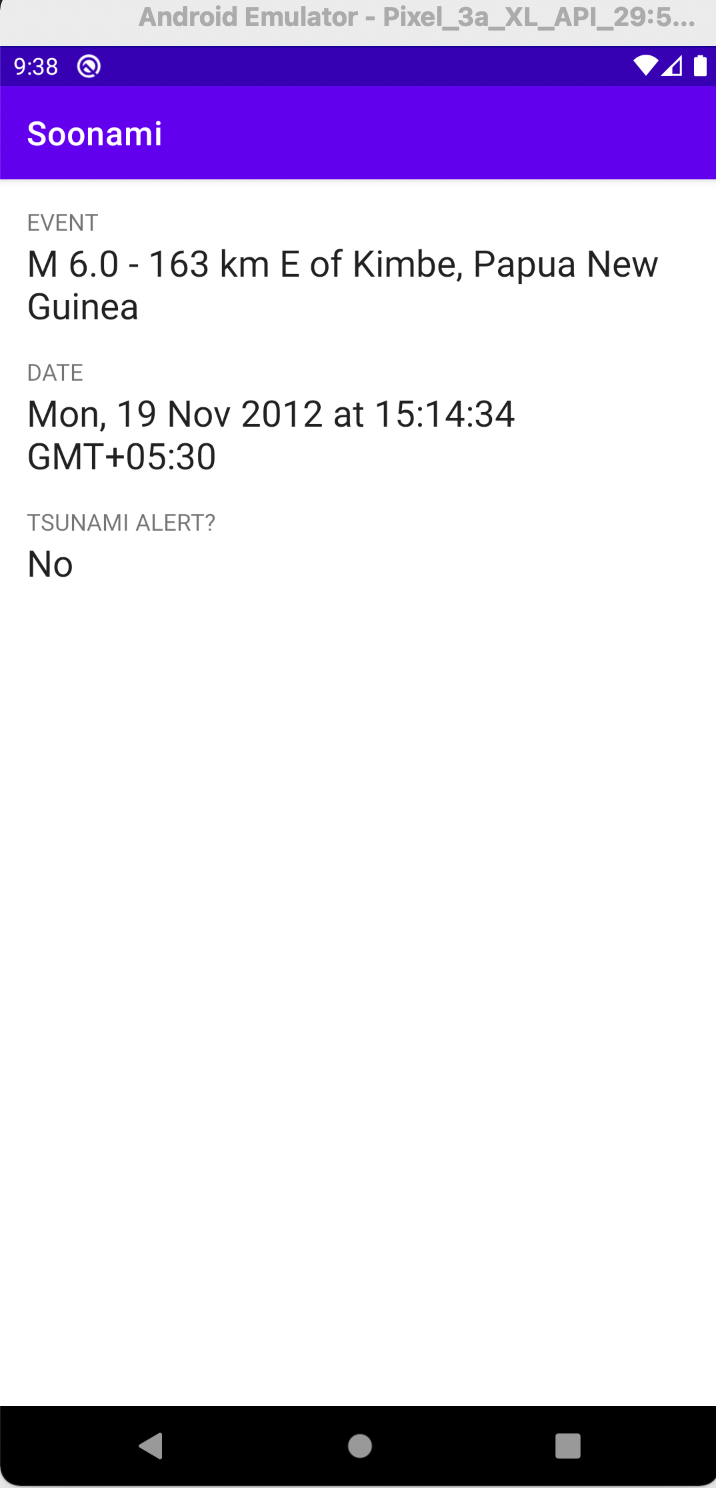 Android Emulator - Pixel_3a_XL_API_29:5...
9:38
Soonami
EVENT
M 6.0 - 163 km E of Kimbe, Papua New
Guinea
DATE
Mon, 19 Nov 2012 at 15:14:34
GMT+05:30
TSUNAMI ALERT?
No